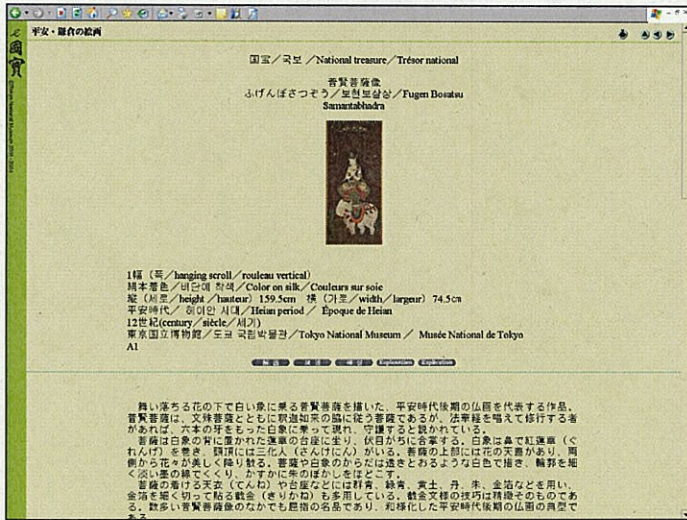 平安・鎌倉の絵画
國寶
国宝／국보／National treasure／Trésor national
普賢菩薩像
ふげんぼさつぞう／보현보살상／Fugen Bosatsu
Samantabhadra
1幅（폭／hanging scroll／rouleau vertical）
絹本着色／비단에 착색／Color on silk／Couleurs sur soie
縦（세로／height／hauteur）159.5cm 横（가로／width／largeur）74.5cm
平安時代／헤이안 시대／Heian period／Époque de Heian
12世紀(century／siècle／세기)
東京国立博物館／도쿄 국립박물관／Tokyo National Museum／Musée National de Tokyo
A1
解説 해설 Explanation Explication
舞い落ちる花の下で白い象に乗る普賢菩薩を描いた、平安時代後期の仏画を代表する作品。
普賢菩薩は、文殊菩薩とともに釈迦如来の脇に従う菩薩であるが、法華経を唱えて修行する者
があれば、六本の牙をもった白象に乗って現れ、守護すると説かれている。
菩薩は白象の背に置かれた蓮華の台座に坐り、伏目がちに合掌する。白象は鼻で紅蓮華（ぐ
れんげ）を巻き、頭頂には三化人（さんけにん）がいる。菩薩の上部には花の天蓋があり、両
側から花々が美しく降り散る。菩薩や白象のからだは透きとおるような白色で描き、輪郭を細
く淡い墨の線でくくり、かすかに朱のぼかしをほどこす。
菩薩の着ける天衣（てんね）や台座などには群青、緑青、黄土、丹、朱、金箔などを用い、
金箔を細く切って貼る截金（きりかね）も多用している。截金文様の技巧は精緻そのものであ
る。数多い普賢菩薩像のなかでも屈指の名品であり、和様化した平安時代後期の仏画の典型で
ある。